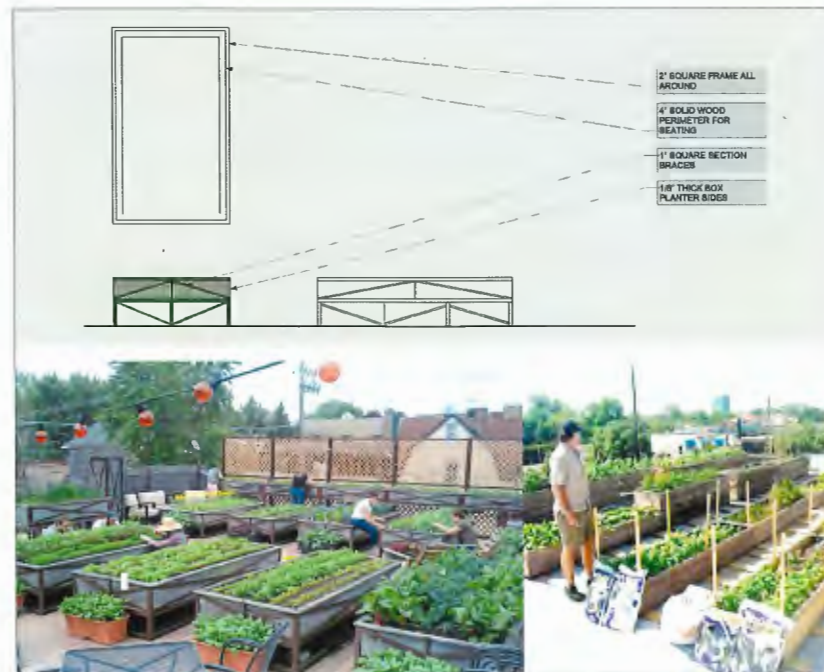 2" SQUARE FRAME ALL
AROUND
4" SOLID WOOD
PERIMETER FOR
SEATING
1" SQUARE SECTION
BRACES
1/8" THICK BOX
PLANTER SIDES